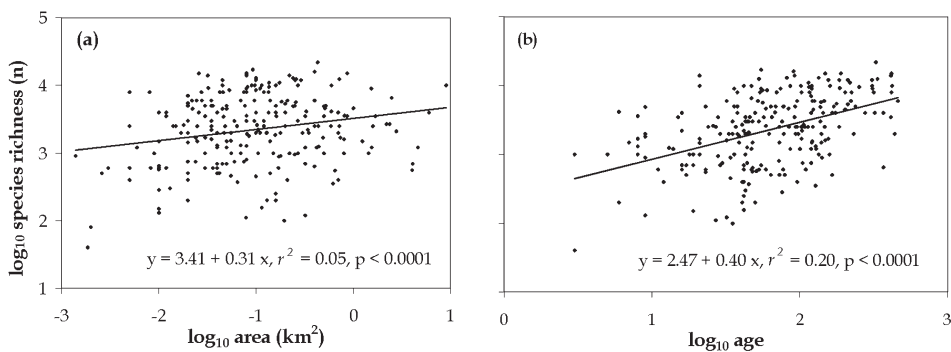 (a)
(b)
5
4
3
2
1
log₁₀ species richness (n)
y = 3.41 + 0.31 x, r² = 0.05, p < 0.0001
y = 2.47 + 0.40 x, r² = 0.20, p < 0.0001
-3 -2 -1 0 1
0 1 2 3
log₁₀ area (km²)
log₁₀ age